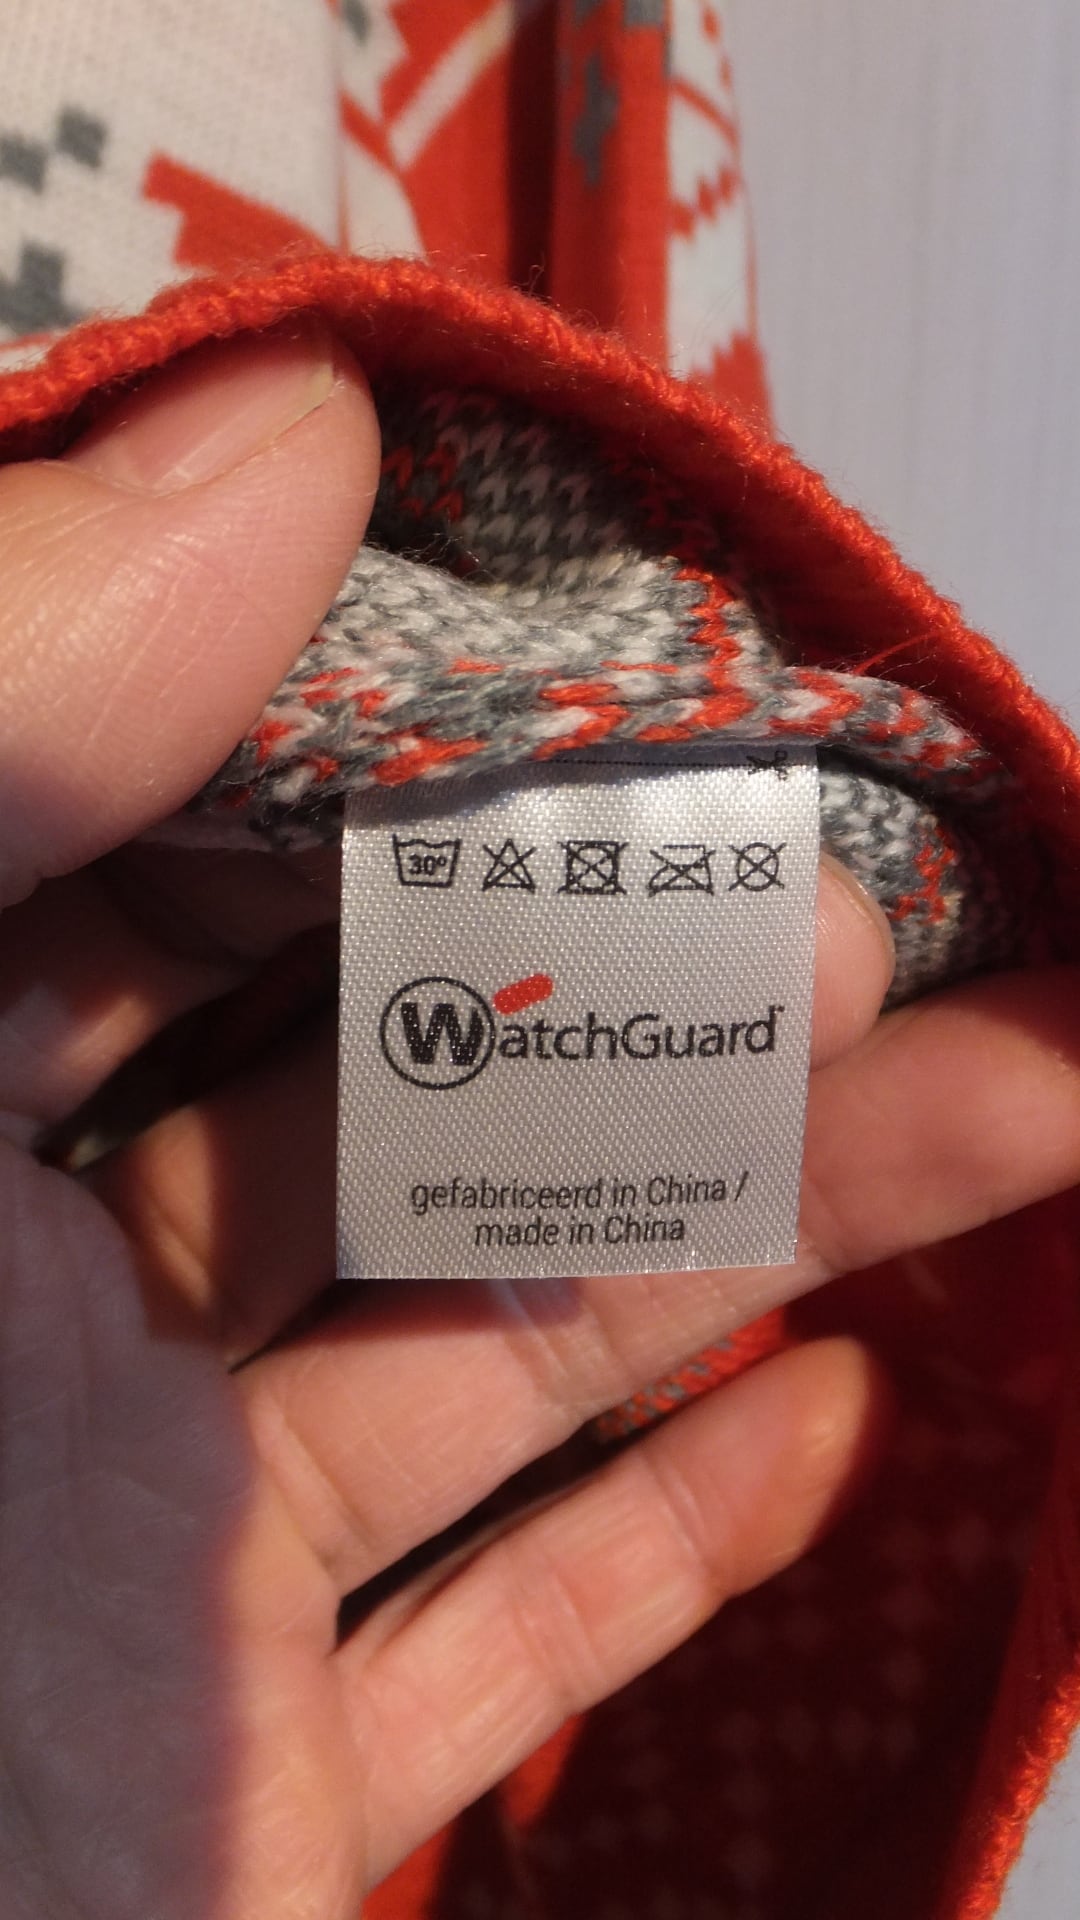 30°
WatchGuard
gefabriceerd in China /
made in China